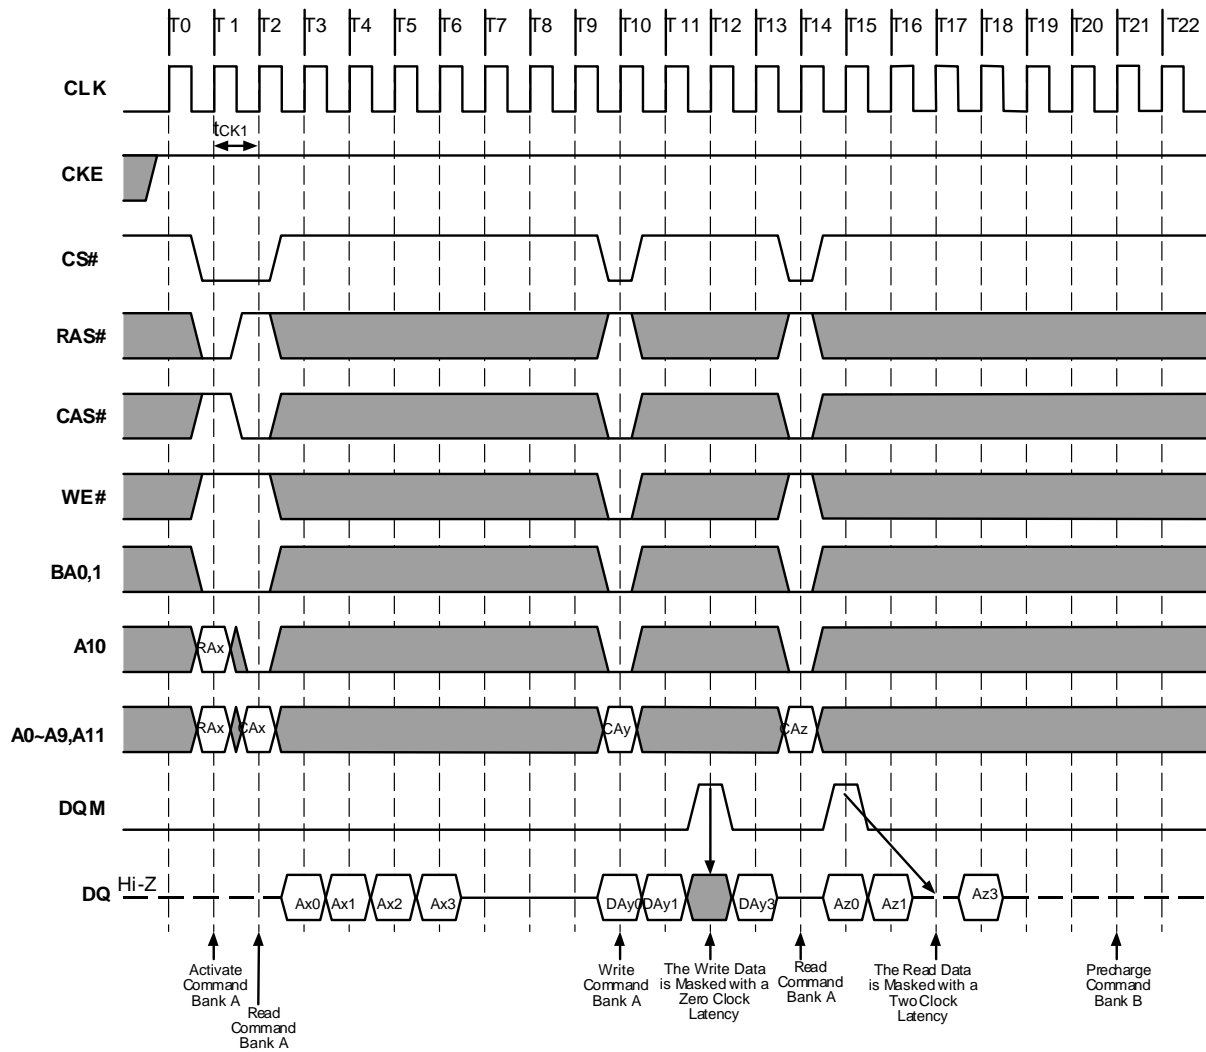 T0 T1 T2 T3 T4 T5 T6 T7 T8 T9 T10 T11 T12 T13 T14 T15 T16 T17 T18 T19 T20 T21 T22
CLK
tCK1
CKE
CS#
RAS#
CAS#
WE#
BA0,1
A10
RAx
A0~A9,A11
RAx CAx CAy CAz
DQM
DQ Hi-Z
Ax0 Ax1 Ax2 Ax3 DAy0 DAy1 DAy3 Az0 Az1 Az3
Activate
Command
Bank A
Read
Command
Bank A
Write
Command
Bank A
The Write Data
is Masked with a
Zero Clock
Latency
Read
Command
Bank A
The Read Data
is Masked with a
Two Clock
Latency
Precharge
Command
Bank B